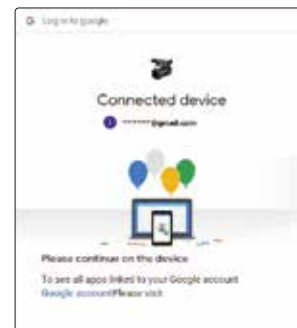 G Log in to google
Connected device
********@gmail.com
Please continue on the device
To see all apps linked to your Google account
Google accountPlease visit